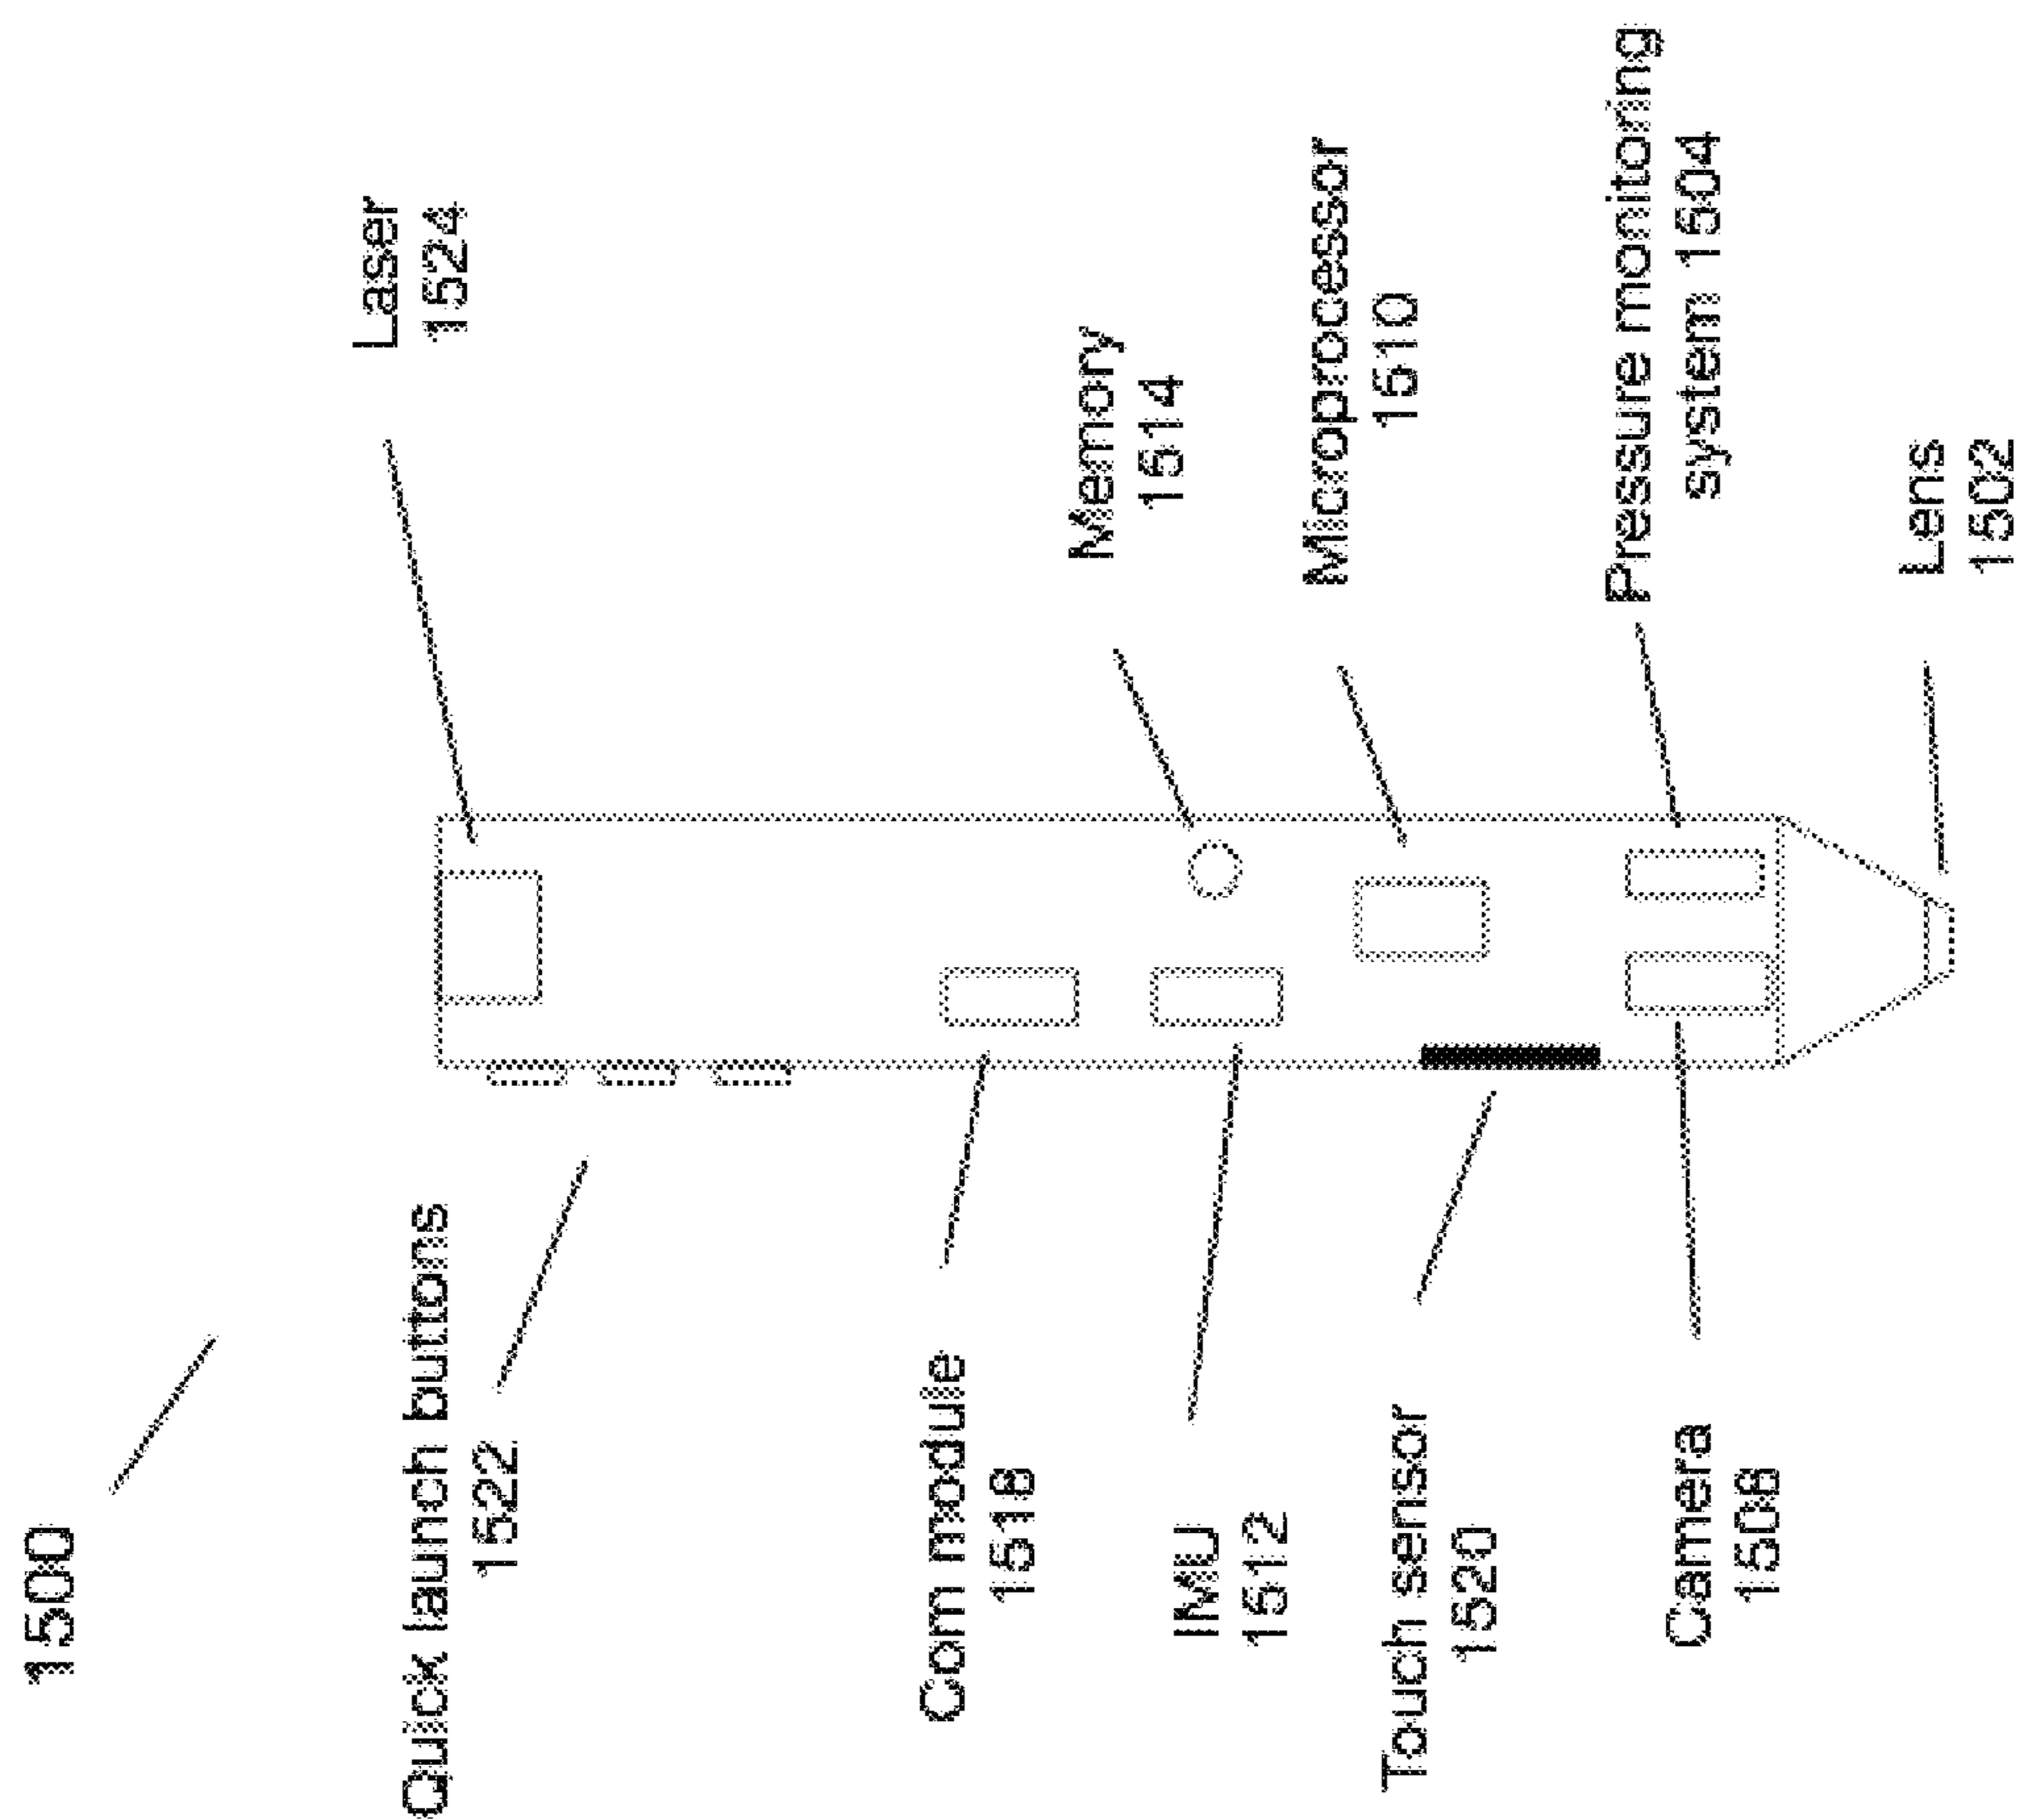 1500
Quick launch buttons
1522
Laser
1524
Com module
1518
Memory
1514
IMU
1512
Microprocessor
1510
Touch sensor
1520
Pressure monitoring
system 1504
Camera
1508
Lens
1502